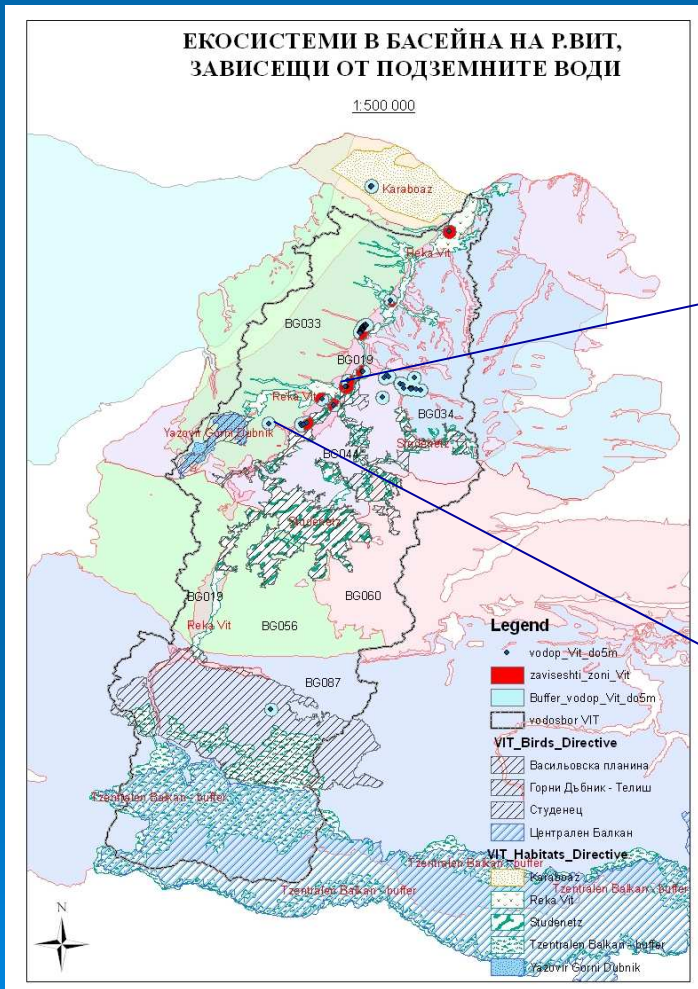 ЕКОСИСТЕМИ В БАСЕЙНА НА Р.ВИТ,
ЗАВИСЕЩИ ОТ ПОДЗЕМНИТЕ ВОДИ
1:500 000
Karaboaz
Reka Vit
BG033
BG019
Reka Vit
BG034
Yazovir Gorni Dubnik
Studenetz
BG044
Studenetz
BG019
BG060
Reka Vit
BG056
BG087
Tzentralen Balkan - buffer
Tzentralen Balkan - buffer
Tzentralen Balkan - buffer
Tzentralen Balkan - buffer
Legend
vodop_Vit_do5m
zaviseshti_zoni_Vit
Buffer_vodop_Vit_do5m
vodosbor VIT
VIT_Birds_Directive
Васильовска планина
Горни Дъбник - Телиш
Студенец
Централен Балкан
VIT_Habitats_Directive
Karaboaz
Reka Vit
Studenetz
Tzentralen Balkan - buffer
Yazovir Gorni Dubnik
N